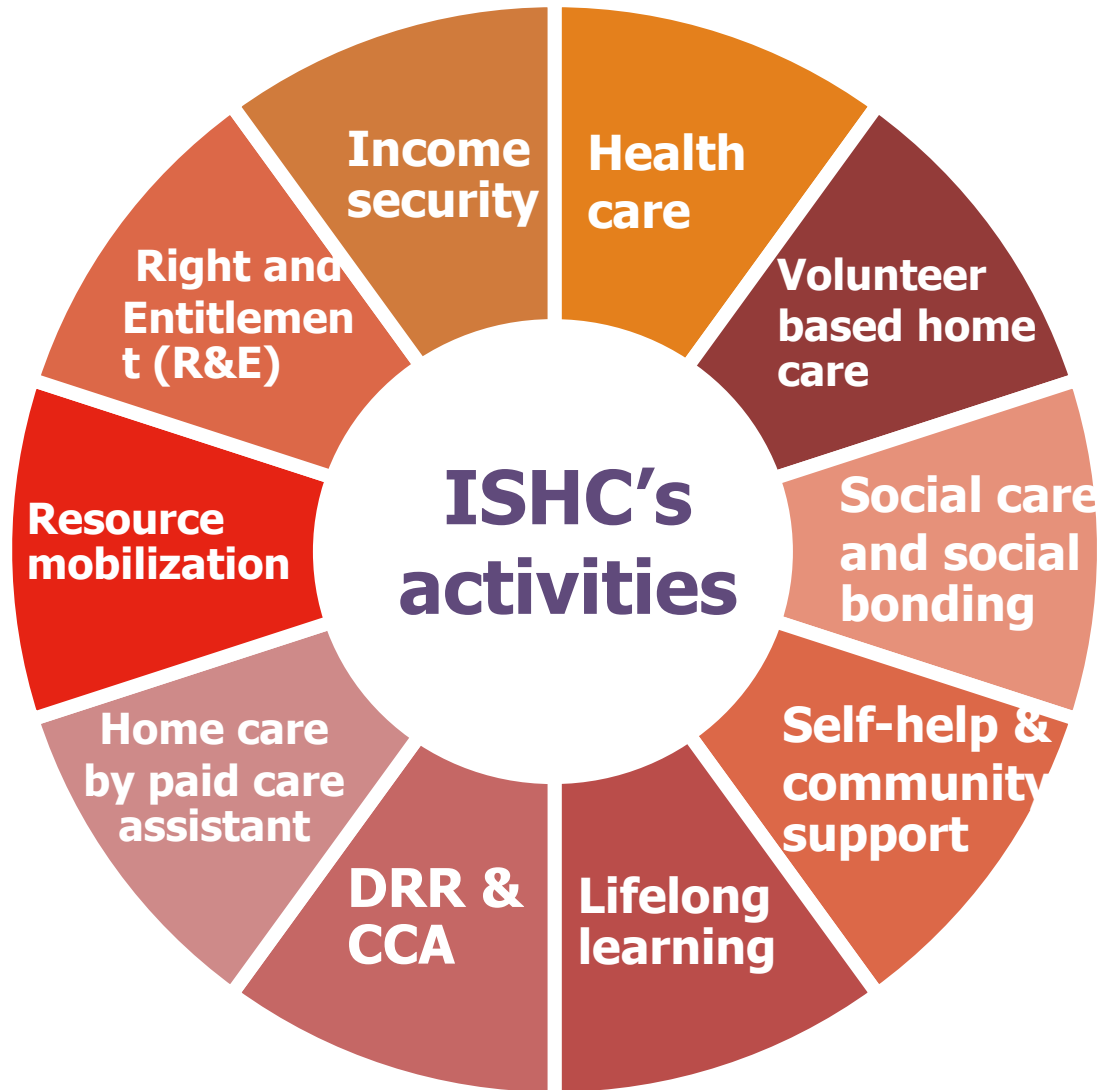 Income
security
Health
care
Volunteer
based home
care
Social care
and social
bonding
Self-help &
community
support
Lifelong
learning
DRR &
CCA
Home care
by paid care
assistant
Resource
mobilization
Right and
Entitlemen
t (R&E)
ISHC’s
activities